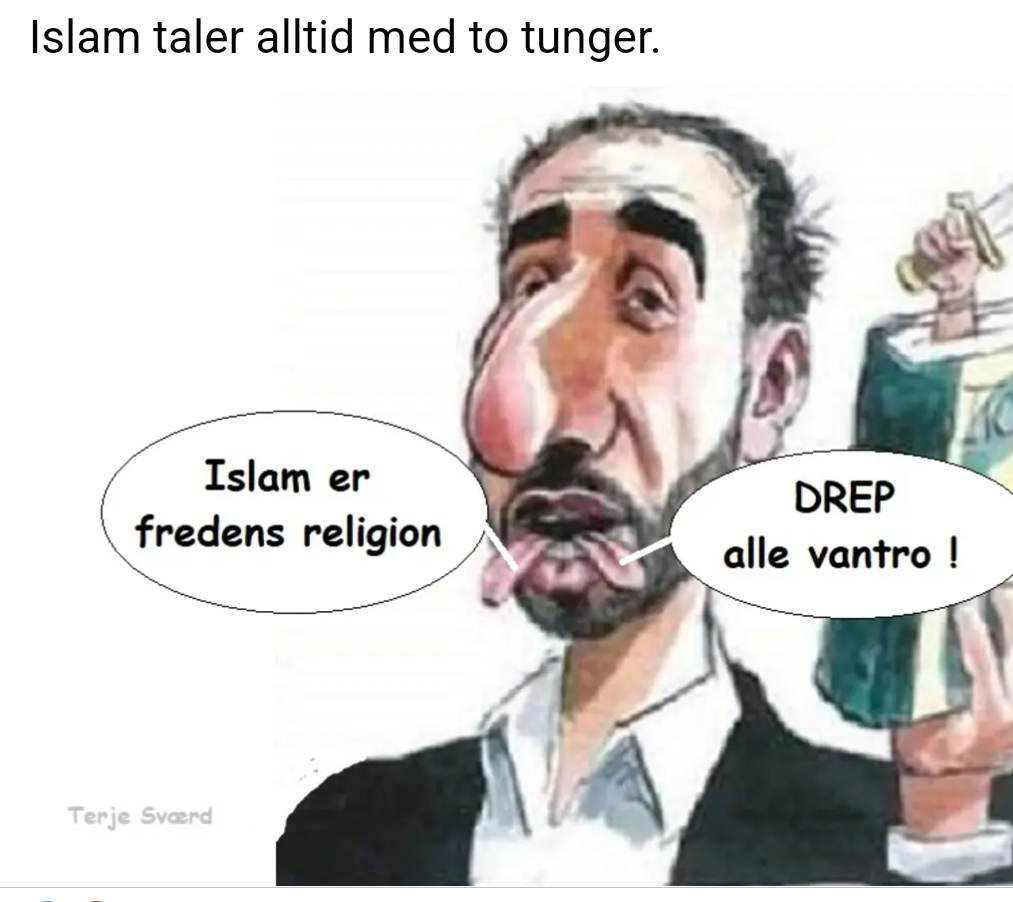 Islam taler alltid med to tunger.
Islam er
fredens religion
DREP
alle vantro !
Terje Sværd